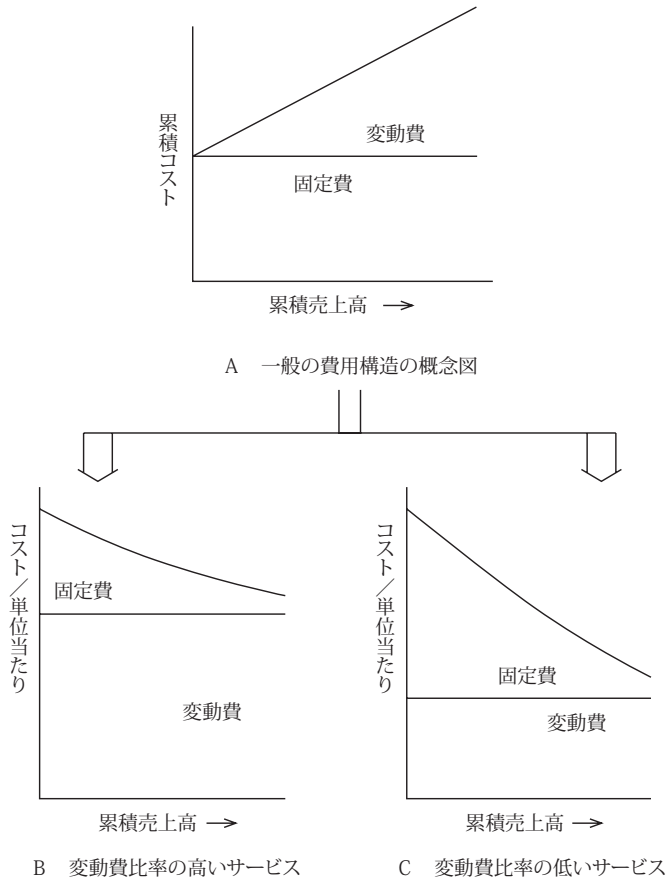 累積コスト
変動費
固定費
累積売上高 →
A 一般の費用構造の概念図
コスト／単位当たり
固定費
変動費
累積売上高 →
B 変動費比率の高いサービス
コスト／単位当たり
固定費
変動費
累積売上高 →
C 変動費比率の低いサービス